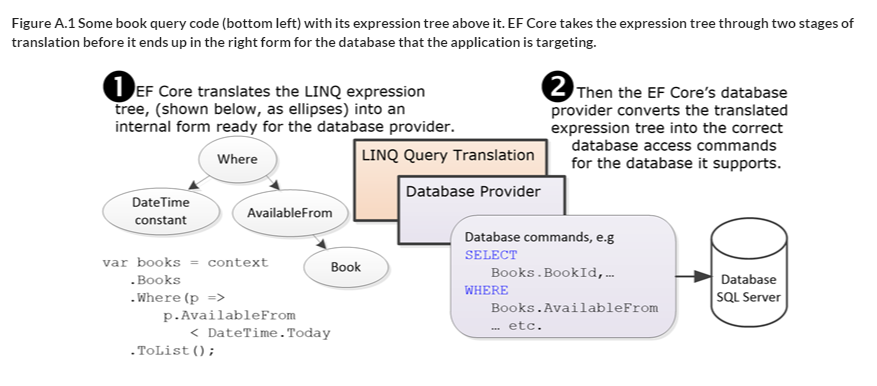 Figure A.1 Some book query code (bottom left) with its expression tree above it. EF Core takes the expression tree through two stages of
translation before it ends up in the right form for the database that the application is targeting.
1 EF Core translates the LINQ expression
tree, (shown below, as ellipses) into an
internal form ready for the database provider.
2 Then the EF Core's database
provider converts the translated
expression tree into the correct
database access commands
for the database it supports.
Where
DateTime
constant
AvailableFrom
Book
LINQ Query Translation
Database Provider
var books = context
.Books
.Where(p =>
p.AvailableFrom
< DateTime.Today
.ToList();
Database commands, e.g
SELECT
Books.BookId,…
WHERE
Books.AvailableFrom
… etc.
Database
SQL Server